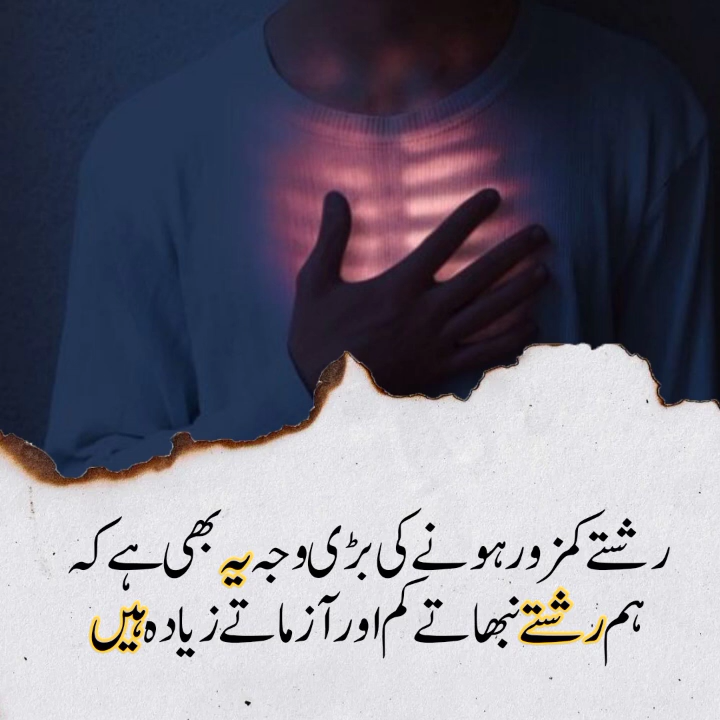 رشتے کمزور ہونے کی بڑی وجہ یہ بھی ہے کہ
ہم رشتے نبھاتے کم اور آزماتے زیادہ ہیں